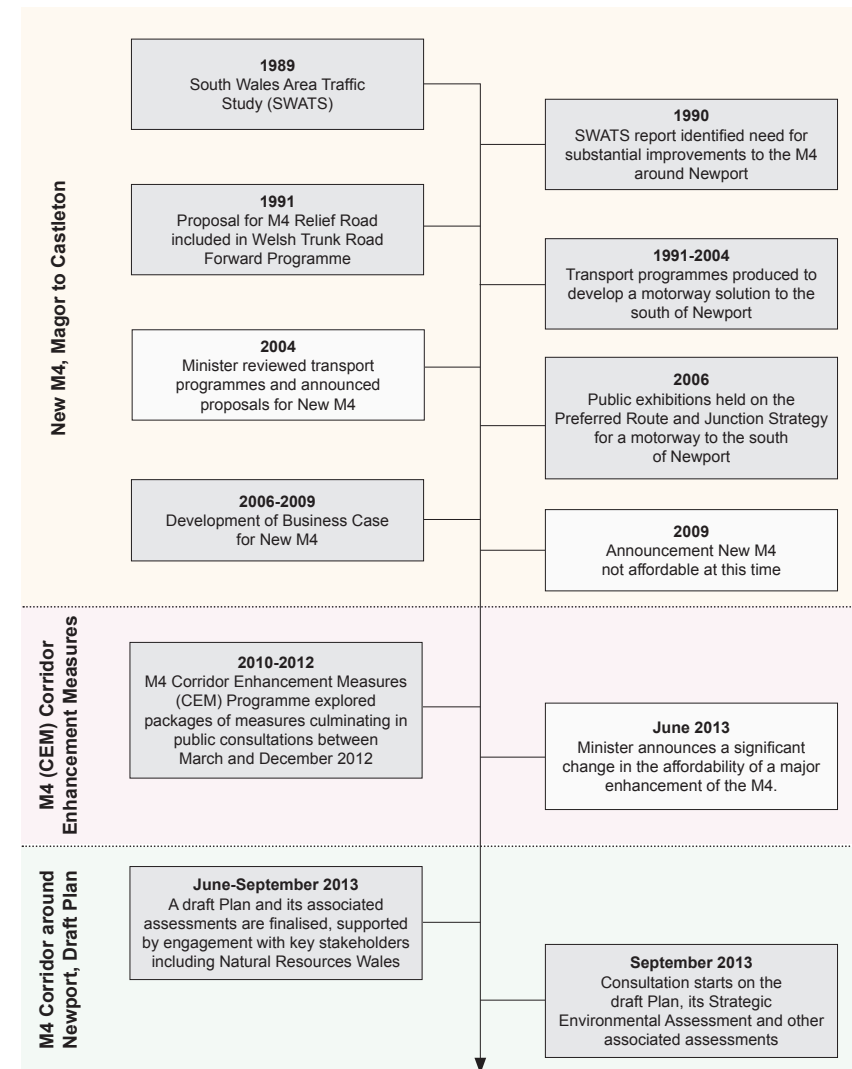 New M4, Magor to Castleton
1989
South Wales Area Traffic
Study (SWATS)
1990
SWATS report identified need for
substantial improvements to the M4
around Newport
1991
Proposal for M4 Relief Road
included in Welsh Trunk Road
Forward Programme
1991-2004
Transport programmes produced to
develop a motorway solution to the
south of Newport
2004
Minister reviewed transport
programmes and announced
proposals for New M4
2006
Public exhibitions held on the
Preferred Route and Junction Strategy
for a motorway to the south
of Newport
2006-2009
Development of Business Case
for New M4
2009
Announcement New M4
not affordable at this time
M4 (CEM) Corridor
Enhancement Measures
2010-2012
M4 Corridor Enhancement Measures
(CEM) Programme explored
packages of measures culminating in
public consultations between
March and December 2012
June 2013
Minister announces a significant
change in the affordability of a major
enhancement of the M4.
M4 Corridor around
Newport, Draft Plan
June-September 2013
A draft Plan and its associated
assessments are finalised, supported
by engagement with key stakeholders
including Natural Resources Wales
September 2013
Consultation starts on the
draft Plan, its Strategic
Environmental Assessment and other
associated assessments